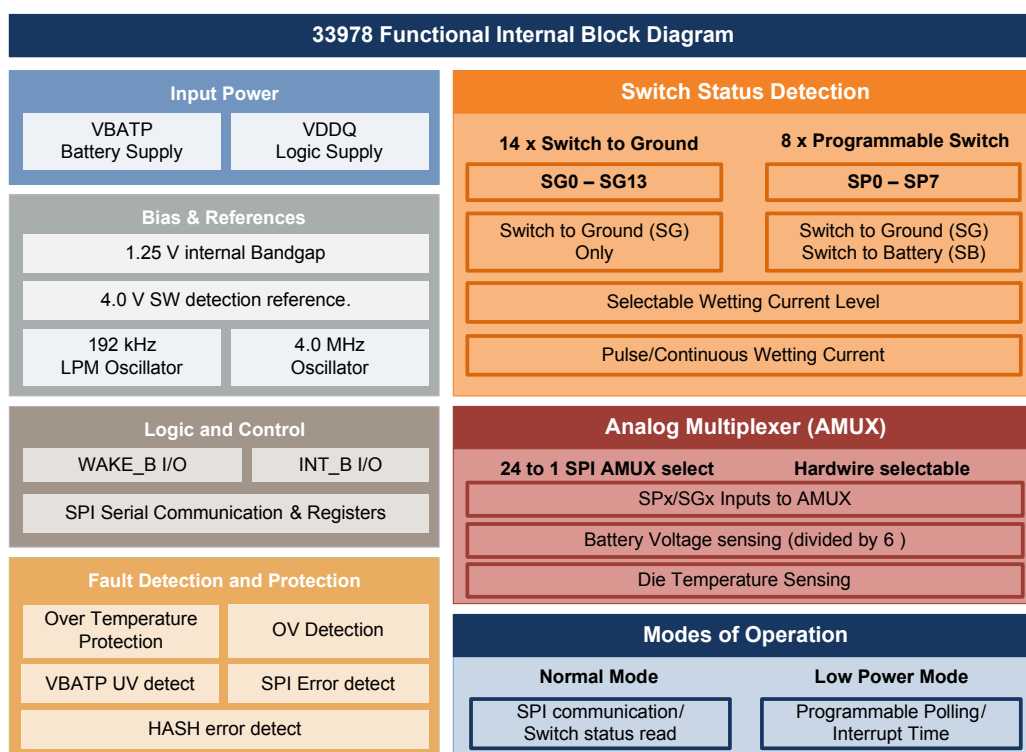 33978 Functional Internal Block Diagram
Input Power
VBATP
Battery Supply
VDDQ
Logic Supply
Bias & References
1.25 V internal Bandgap
4.0 V SW detection reference.
192 kHz
LPM Oscillator
4.0 MHz
Oscillator
Logic and Control
WAKE_B I/O
INT_B I/O
SPI Serial Communication & Registers
Fault Detection and Protection
Over Temperature
Protection
OV Detection
VBATP UV detect
SPI Error detect
HASH error detect
Switch Status Detection
14 x Switch to Ground
8 x Programmable Switch
SG0 – SG13
SP0 – SP7
Switch to Ground (SG)
Only
Switch to Ground (SG)
Switch to Battery (SB)
Selectable Wetting Current Level
Pulse/Continuous Wetting Current
Analog Multiplexer (AMUX)
24 to 1 SPI AMUX select
Hardwire selectable
SPx/SGx Inputs to AMUX
Battery Voltage sensing (divided by 6 )
Die Temperature Sensing
Modes of Operation
Normal Mode
Low Power Mode
SPI communication/
Switch status read
Programmable Polling/
Interrupt Time